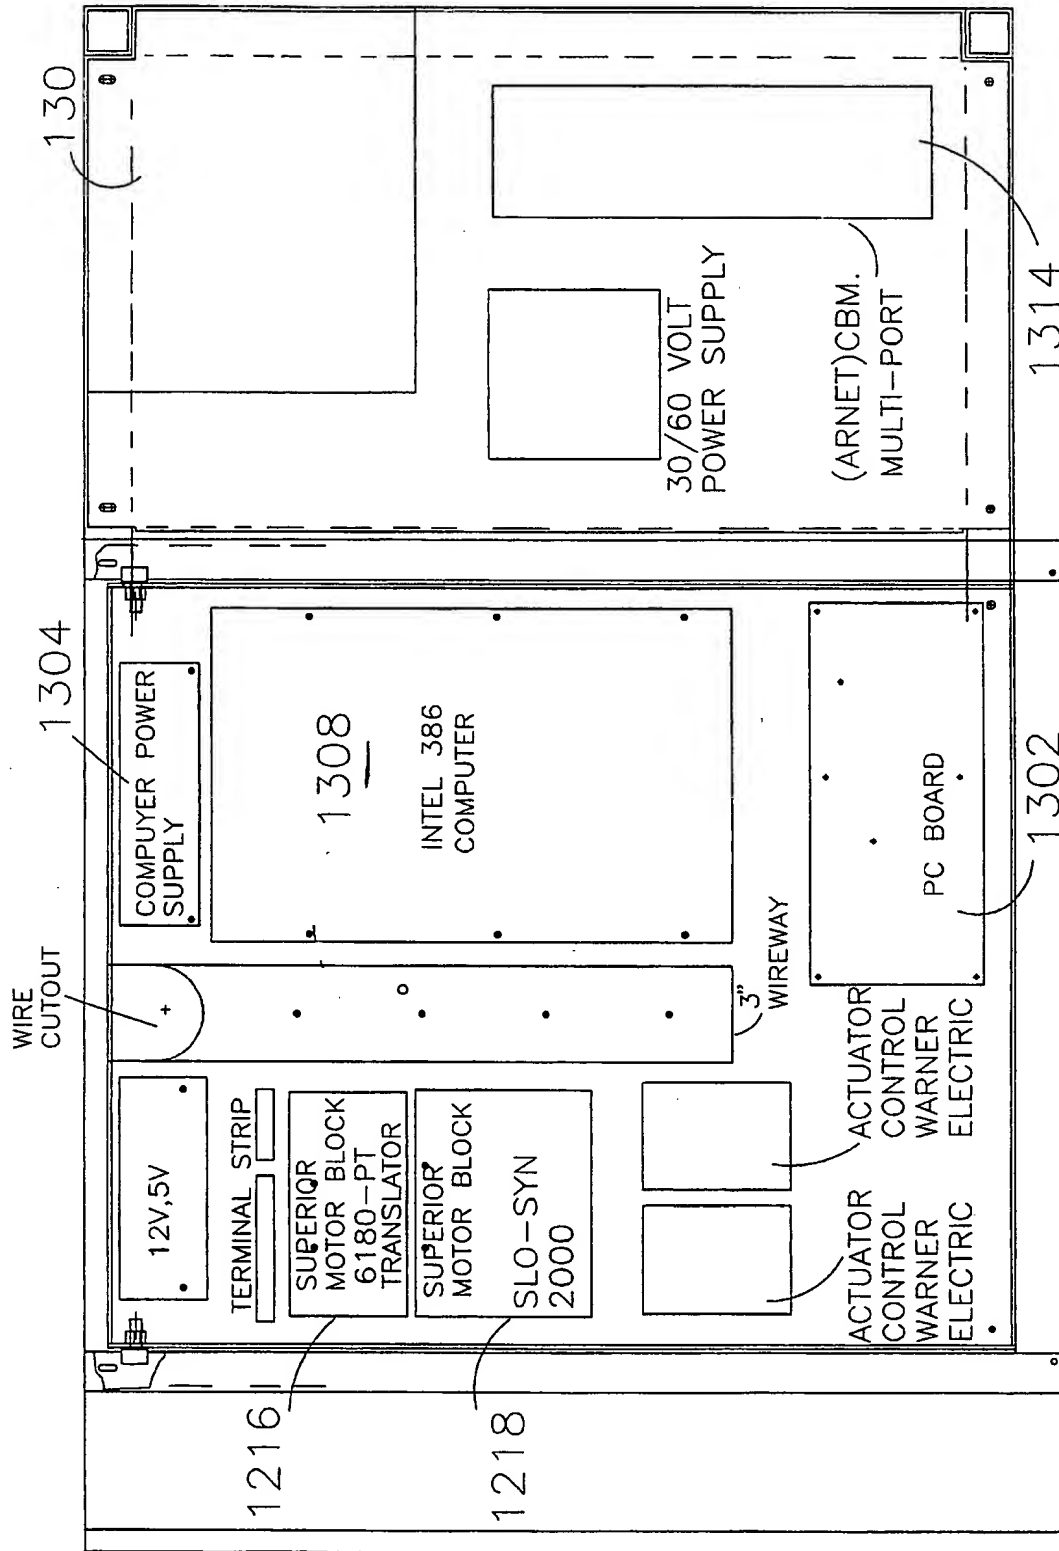 WIRE
CUTOUT
1304
130
COMPUYER POWER
SUPPLY
12V,5V
TERMINAL STRIP
SUPERIOR
MOTOR BLOCK
6180-PT
TRANSLATOR
1216
SUPERIOR
MOTOR BLOCK
SLO-SYN
2000
1218
1308
INTEL 386
COMPUTER
3"
WIREWAY
30/60 VOLT
POWER SUPPLY
(ARNET)CBM.
MULTI-PORT
1314
ACTUATOR
CONTROL
WARNER
ELECTRIC
ACTUATOR
CONTROL
WARNER
ELECTRIC
PC BOARD
1302